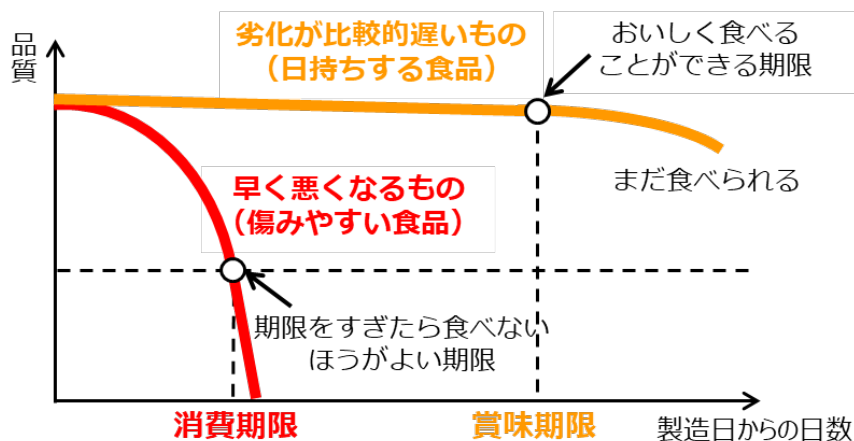 品質
劣化が比較的遅いもの
（日持ちする食品）
おいしく食べる
ことができる期限
まだ食べられる
早く悪くなるもの
（傷みやすい食品）
期限をすぎたら食べない
ほうがよい期限
消費期限
賞味期限
製造日からの日数